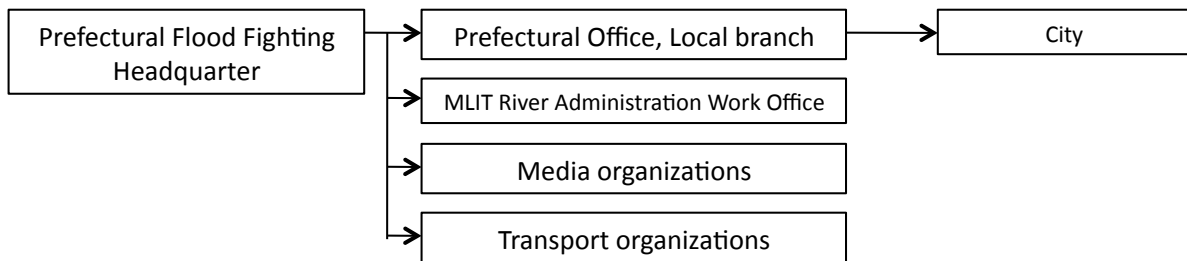 Prefectural Flood Fighting
Headquarter
Prefectural Office, Local branch
City
MLIT River Administration Work Office
Media organizations
Transport organizations